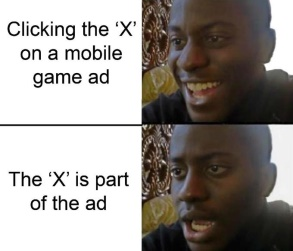 Clicking the ‘X’
on a mobile
game ad
The ‘X’ is part
of the ad